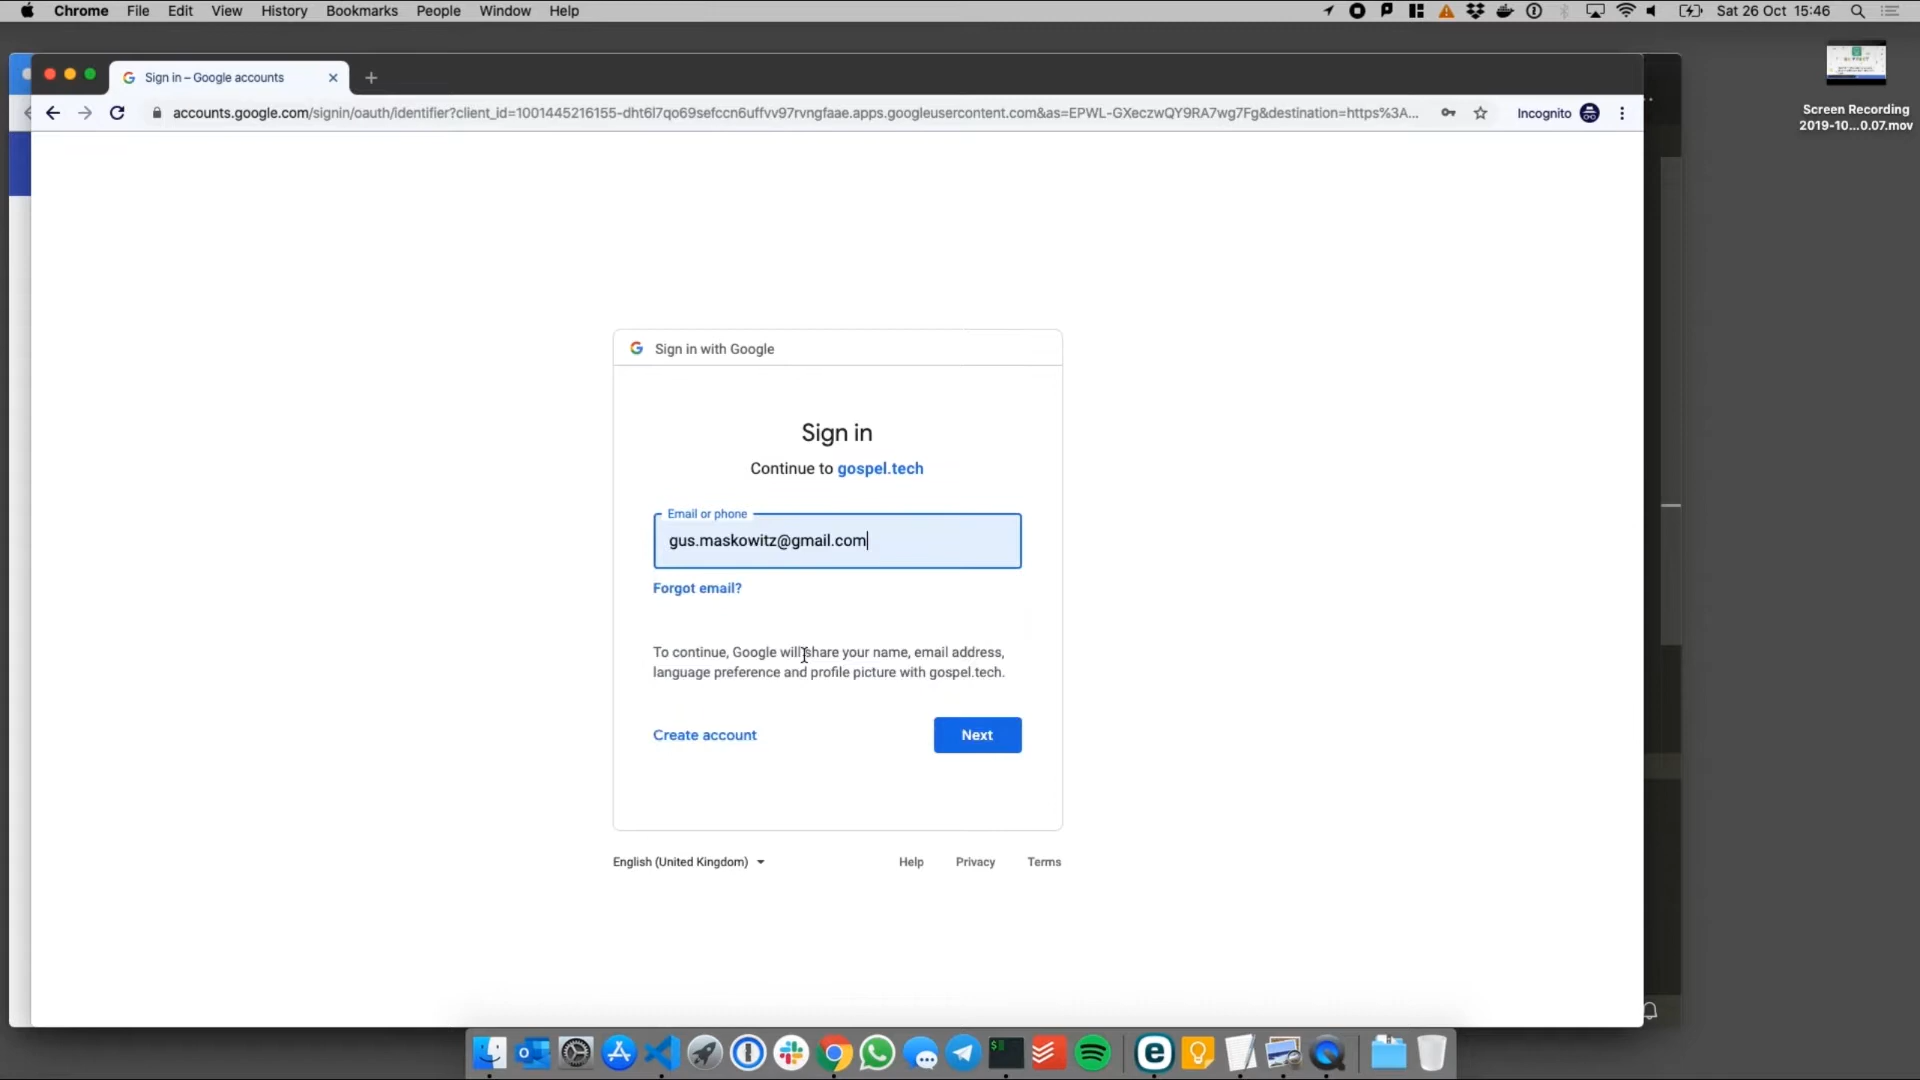 Chrome File Edit View History Bookmarks People Window Help
Sat 26 Oct 15:46
Sign in – Google accounts
accounts.google.com/signin/oauth/identifier?client_id=1001445216155-dht6l7qo69sefccn6uffvv97rvngfaae.apps.googleusercontent.com&as=EPWL-GXeczwQY9RA7wg7Fg&destination=https%3A...
Incognito
Screen Recording
2019-10...0.07.mov
Sign in with Google
Sign in
Continue to gospel.tech
Email or phone
gus.maskowitz@gmail.com
Forgot email?
To continue, Google will share your name, email address,
language preference and profile picture with gospel.tech.
Create account
Next
English (United Kingdom)
Help Privacy Terms